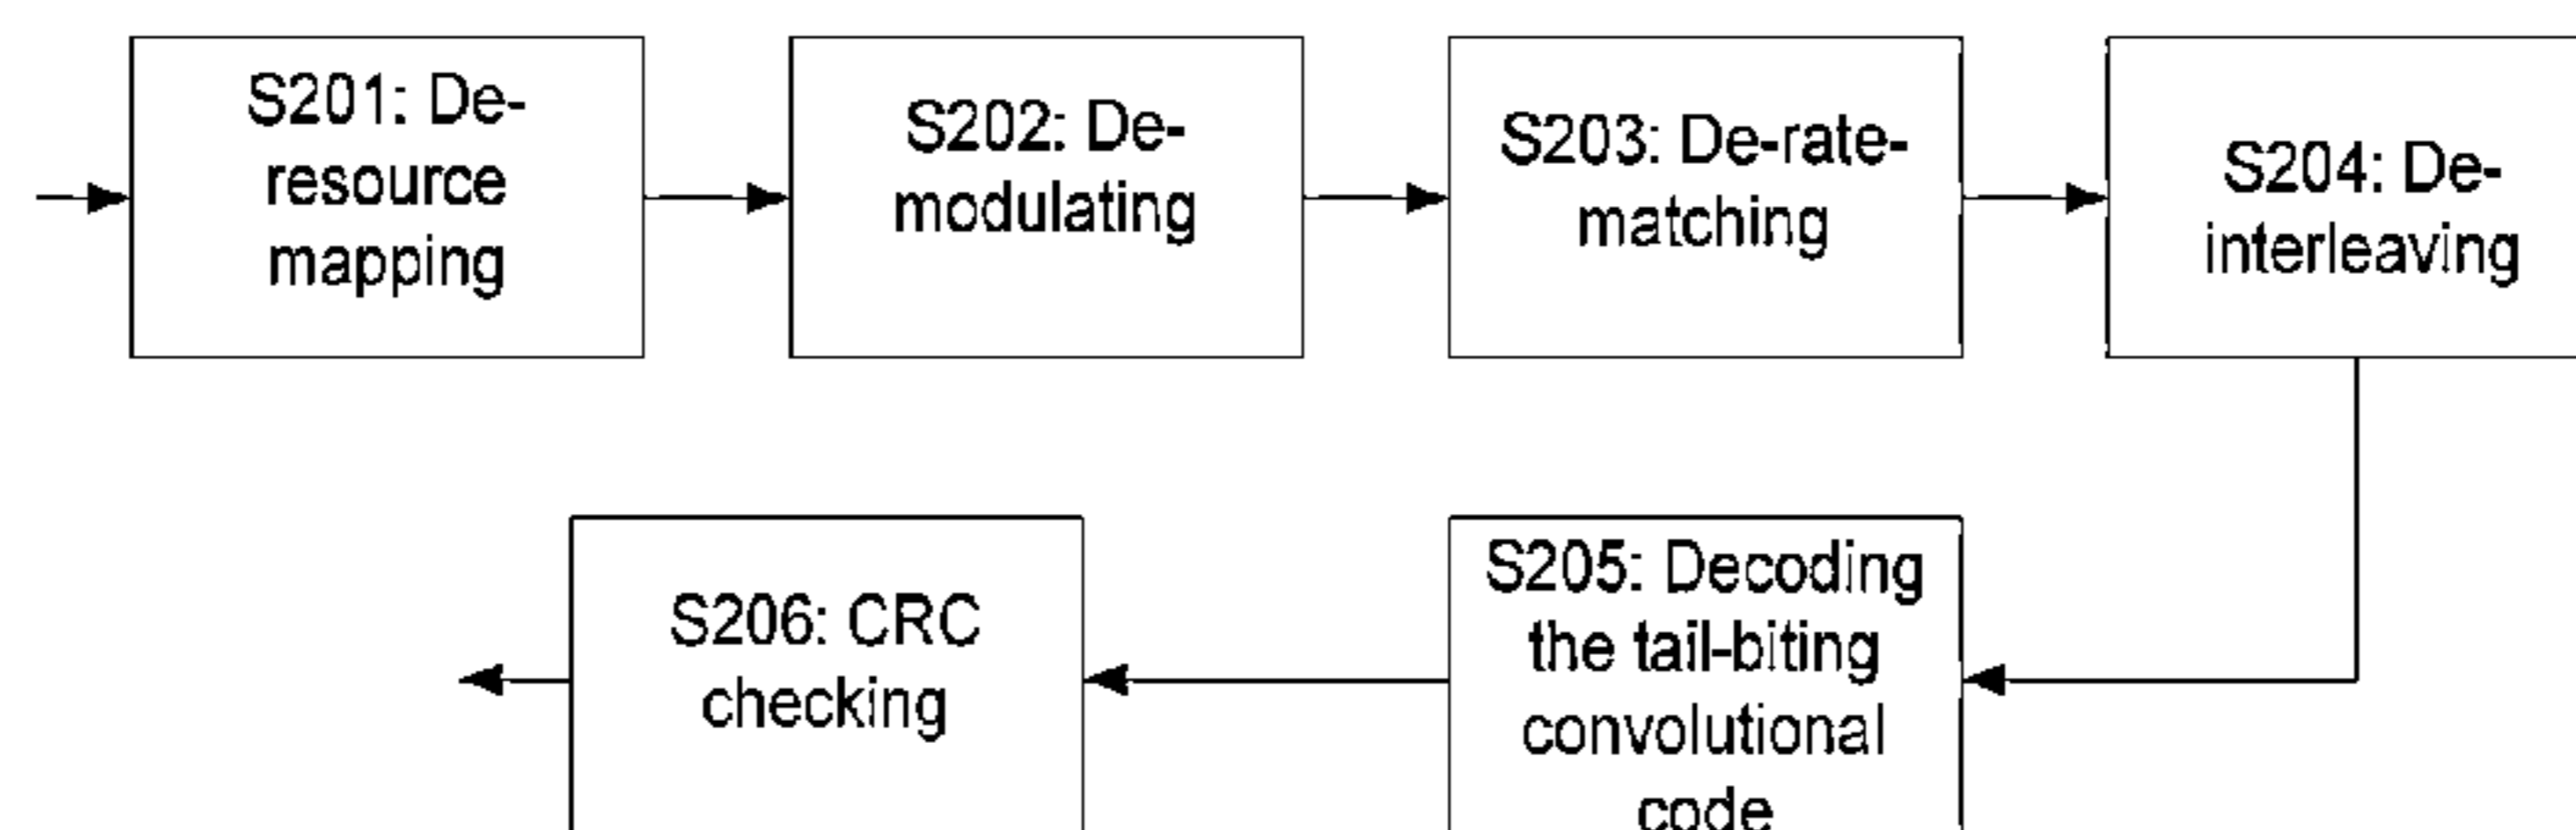 S201: De-
resource
mapping
S202: De-
modulating
S203: De-rate-
matching
S204: De-
interleaving
S205: Decoding
the tail-biting
convolutional
code
S206: CRC
checking